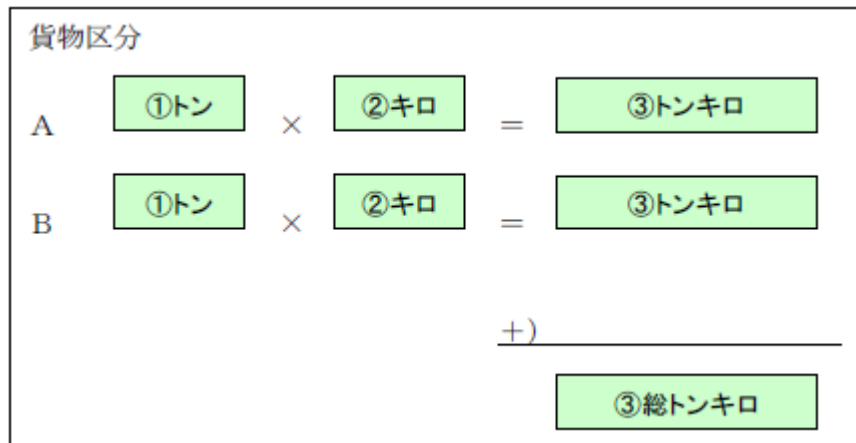 貨物区分
A ①トン × ②キロ = ③トンキロ
B ①トン × ②キロ = ③トンキロ
+)
③総トンキロ